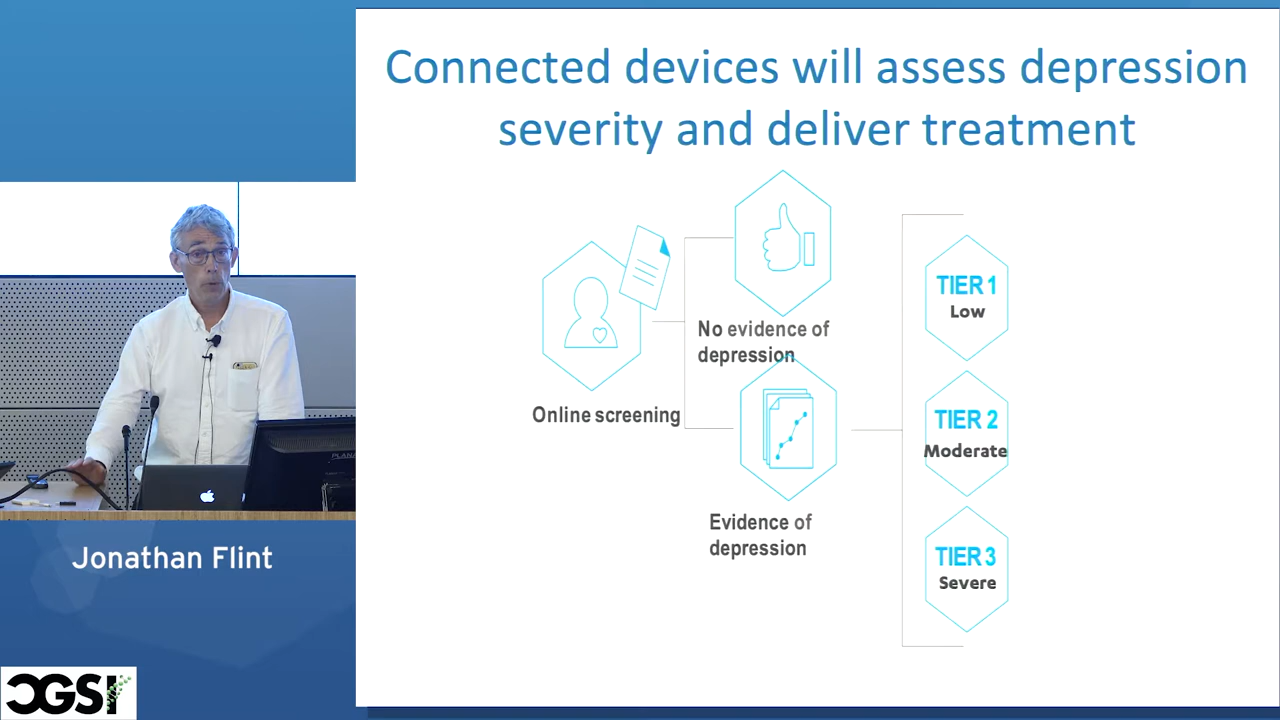 Connected devices will assess depression
severity and deliver treatment
No evidence of
depression
Online screening
Evidence of
depression
TIER 1
Low
TIER 2
Moderate
TIER 3
Severe
Jonathan Flint
CGSI